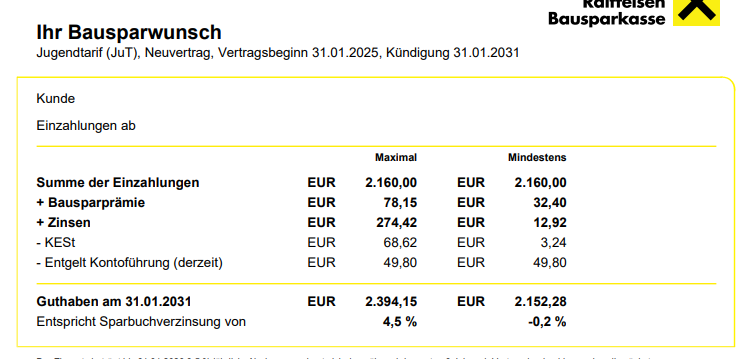 Raiffeisen
Bausparkasse
Ihr Bausparwunsch
Jugendtarif (JuT), Neuvertrag, Vertragsbeginn 31.01.2025, Kündigung 31.01.2031
Kunde
Einzahlungen ab
Maximal Mindestens
Summe der Einzahlungen EUR 2.160,00 EUR 2.160,00
+ Bausparprämie EUR 78,15 EUR 32,40
+ Zinsen EUR 274,42 EUR 12,92
- KESt EUR 68,62 EUR 3,24
- Entgelt Kontoführung (derzeit) EUR 49,80 EUR 49,80
Guthaben am 31.01.2031 EUR 2.394,15 EUR 2.152,28
Entspricht Sparbuchverzinsung von 4,5 % -0,2 %